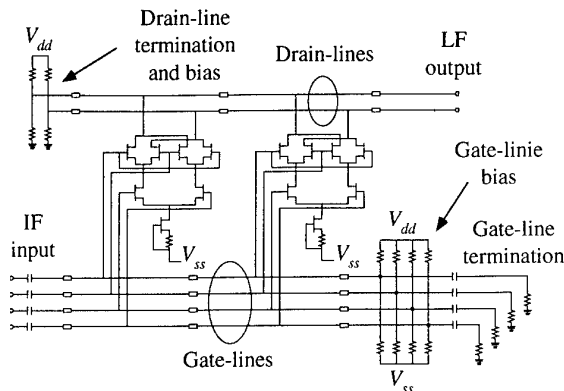 Drain-line
termination
and bias
V_dd
Drain-lines
LF
output
Gate-linie
bias
IF
input
V_ss
V_ss
V_dd
Gate-line
termination
Gate-lines
V_ss